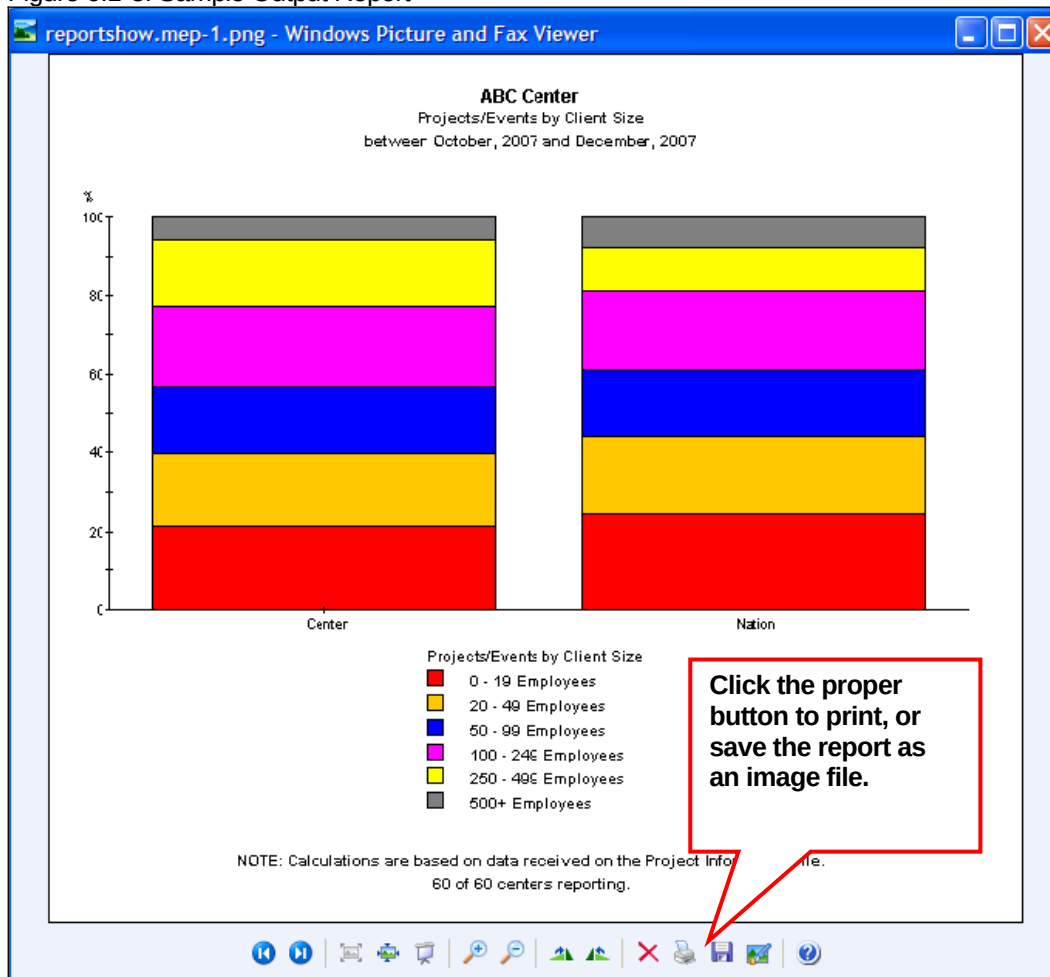 reportshow.mep-1.png - Windows Picture and Fax Viewer
ABC Center
Projects/Events by Client Size
between October, 2007 and December, 2007
%
100
80
60
40
20
0
Center
Nation
Projects/Events by Client Size
0 - 19 Employees
20 - 49 Employees
50 - 99 Employees
100 - 249 Employees
250 - 499 Employees
500+ Employees
Click the proper
button to print, or
save the report as
an image file.
NOTE: Calculations are based on data received on the Project
60 of 60 centers reporting.